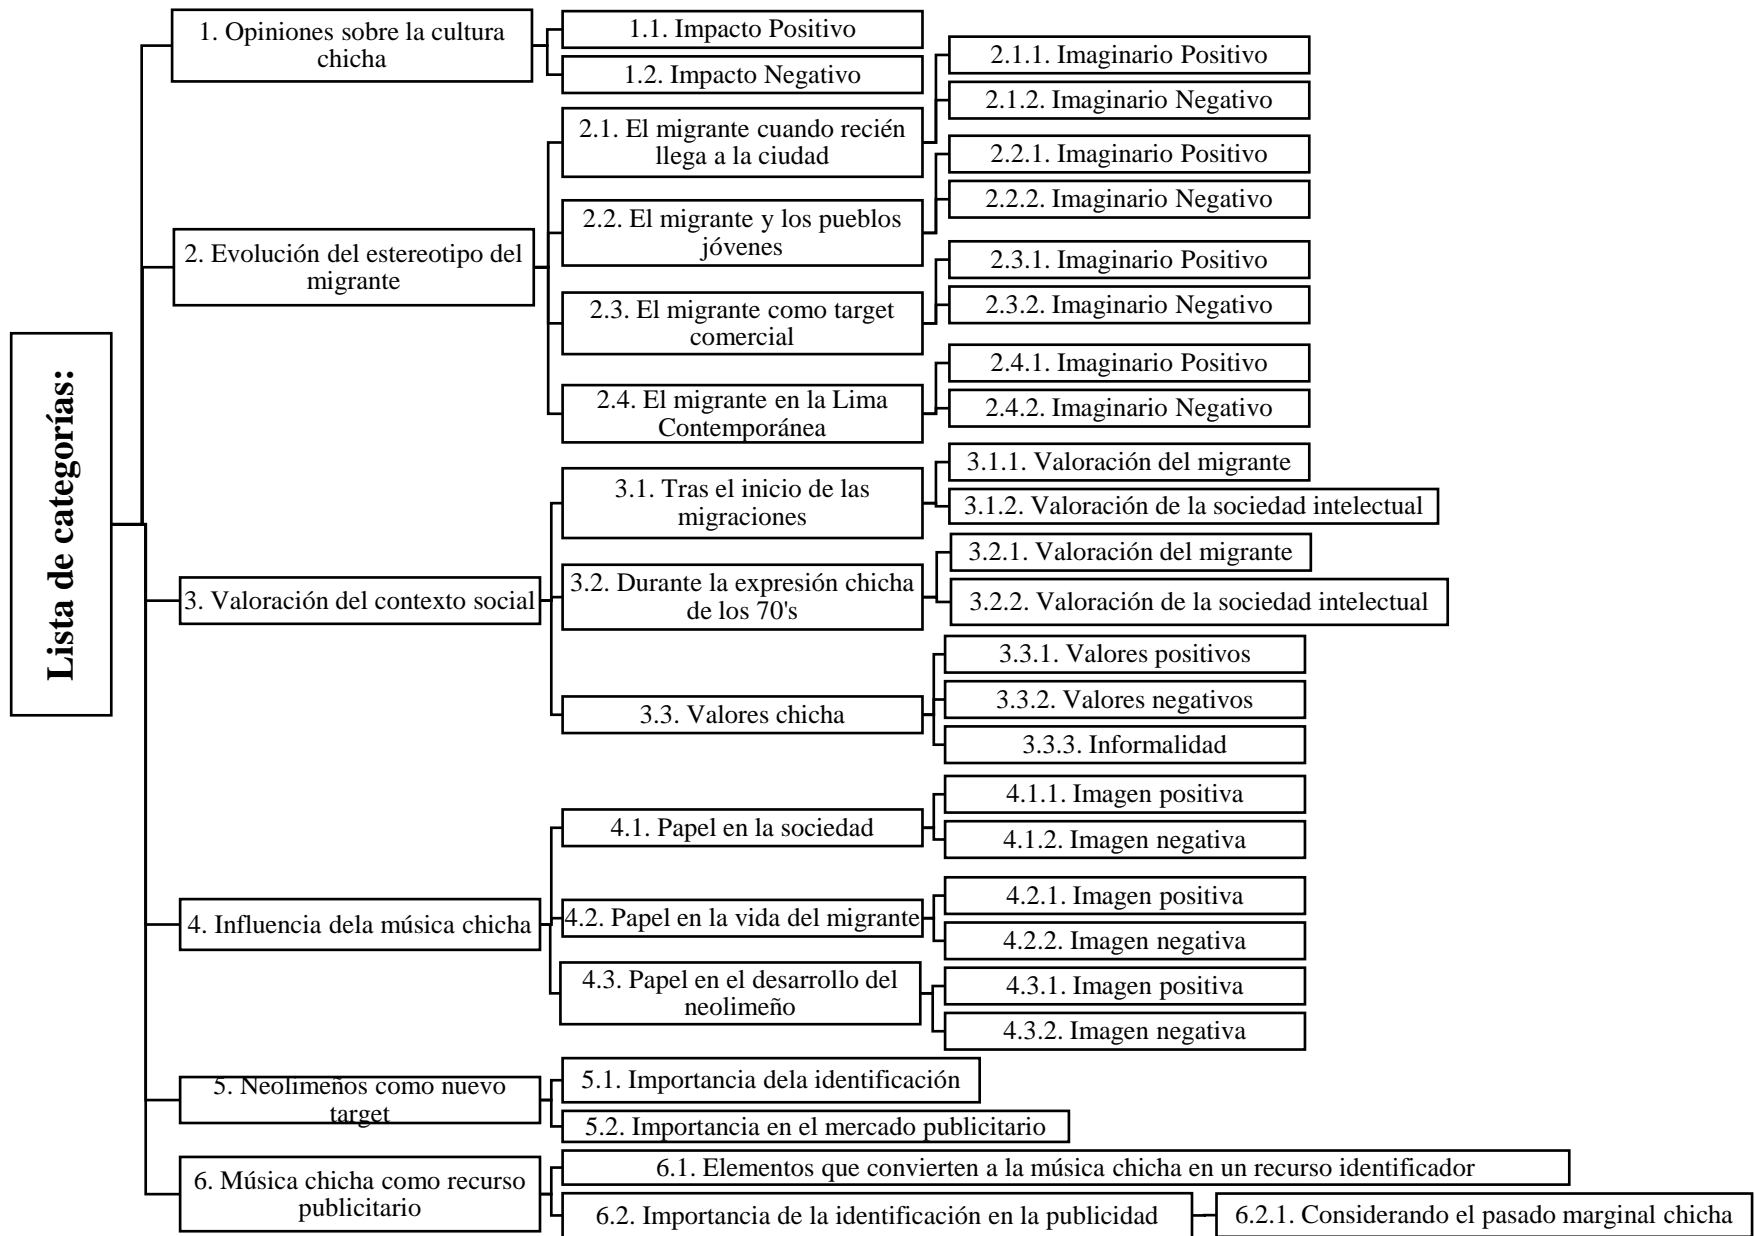 Lista de categorías:
1. Opiniones sobre la cultura
chicha
1.1. Impacto Positivo
1.2. Impacto Negativo
2. Evolución del estereotipo del
migrante
2.1. El migrante cuando recién
llega a la ciudad
2.1.1. Imaginario Positivo
2.1.2. Imaginario Negativo
2.2. El migrante y los pueblos
jóvenes
2.2.1. Imaginario Positivo
2.2.2. Imaginario Negativo
2.3. El migrante como target
comercial
2.3.1. Imaginario Positivo
2.3.2. Imaginario Negativo
2.4. El migrante en la Lima
Contemporánea
2.4.1. Imaginario Positivo
2.4.2. Imaginario Negativo
3. Valoración del contexto social
3.1. Tras el inicio de las
migraciones
3.1.1. Valoración del migrante
3.1.2. Valoración de la sociedad intelectual
3.2. Durante la expresión chicha
de los 70's
3.2.1. Valoración del migrante
3.2.2. Valoración de la sociedad intelectual
3.3. Valores chicha
3.3.1. Valores positivos
3.3.2. Valores negativos
3.3.3. Informalidad
4. Influencia dela música chicha
4.1. Papel en la sociedad
4.1.1. Imagen positiva
4.1.2. Imagen negativa
4.2. Papel en la vida del migrante
4.2.1. Imagen positiva
4.2.2. Imagen negativa
4.3. Papel en el desarrollo del
neolimeño
4.3.1. Imagen positiva
4.3.2. Imagen negativa
5. Neolimeños como nuevo
target
5.1. Importancia dela identificación
5.2. Importancia en el mercado publicitario
6. Música chicha como recurso
publicitario
6.1. Elementos que convierten a la música chicha en un recurso identificador
6.2. Importancia de la identificación en la publicidad
6.2.1. Considerando el pasado marginal chicha